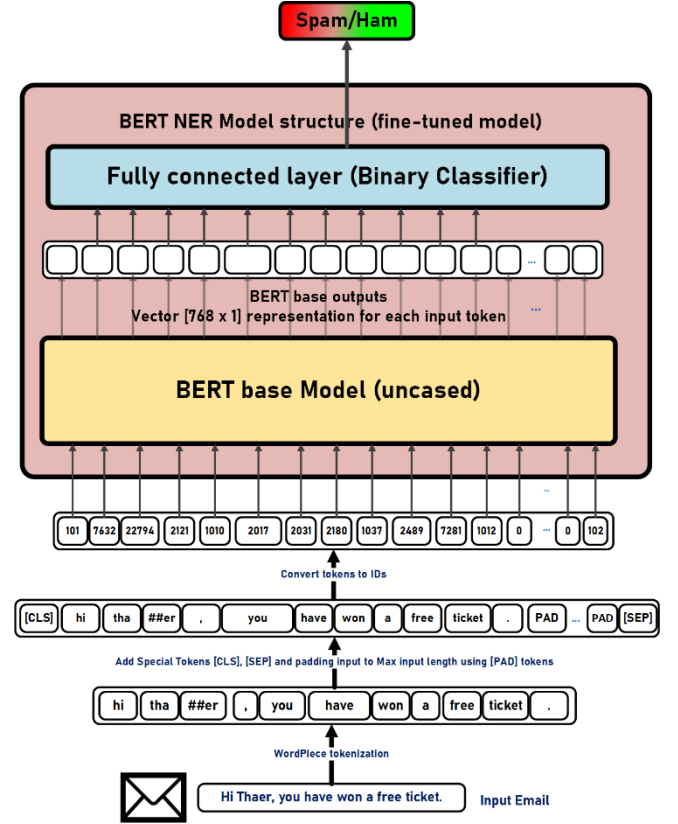 Spam/Ham
BERT NER Model structure (fine-tuned model)
Fully connected layer (Binary Classifier)
...
BERT base outputs
Vector [768 x 1] representation for each input token
...
BERT base Model (uncased)
...
101 7632 22794 2121 1010 2017 2031 2180 1037 2489 7281 1012 0 ... 0 102
Convert tokens to IDs
[CLS] hi tha ##er , you have won a free ticket . PAD ... PAD [SEP]
Add Special Tokens [CLS], [SEP] and padding input to Max input length using [PAD] tokens
hi tha ##er , you have won a free ticket .
WordPiece tokenization
Hi Thaer, you have won a free ticket. Input Email